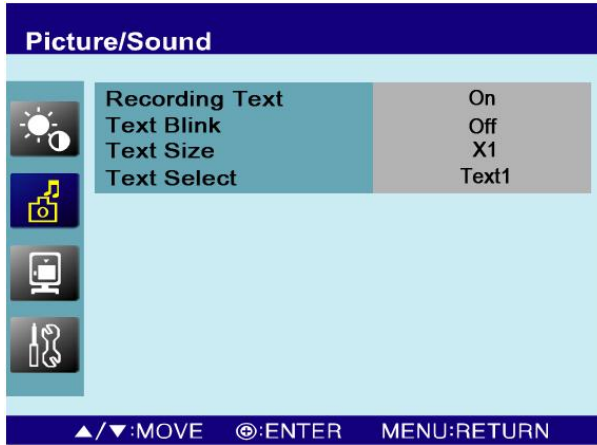 Picture/Sound
Recording Text On
Text Blink Off
Text Size X1
Text Select Text1
▲/▼:MOVE ⊕:ENTER MENU:RETURN